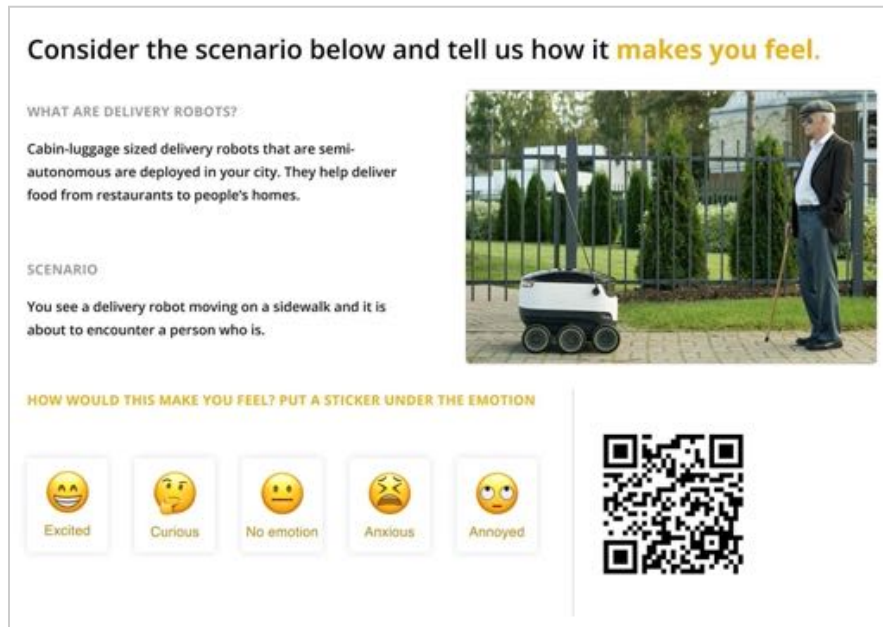 Consider the scenario below and tell us how it makes you feel.
WHAT ARE DELIVERY ROBOTS?
Cabin-luggage sized delivery robots that are semi-
autonomous are deployed in your city. They help deliver
food from restaurants to people's homes.
SCENARIO
You see a delivery robot moving on a sidewalk and it is
about to encounter a person who is.
HOW WOULD THIS MAKE YOU FEEL? PUT A STICKER UNDER THE EMOTION
Excited
Curious
No emotion
Anxious
Annoyed